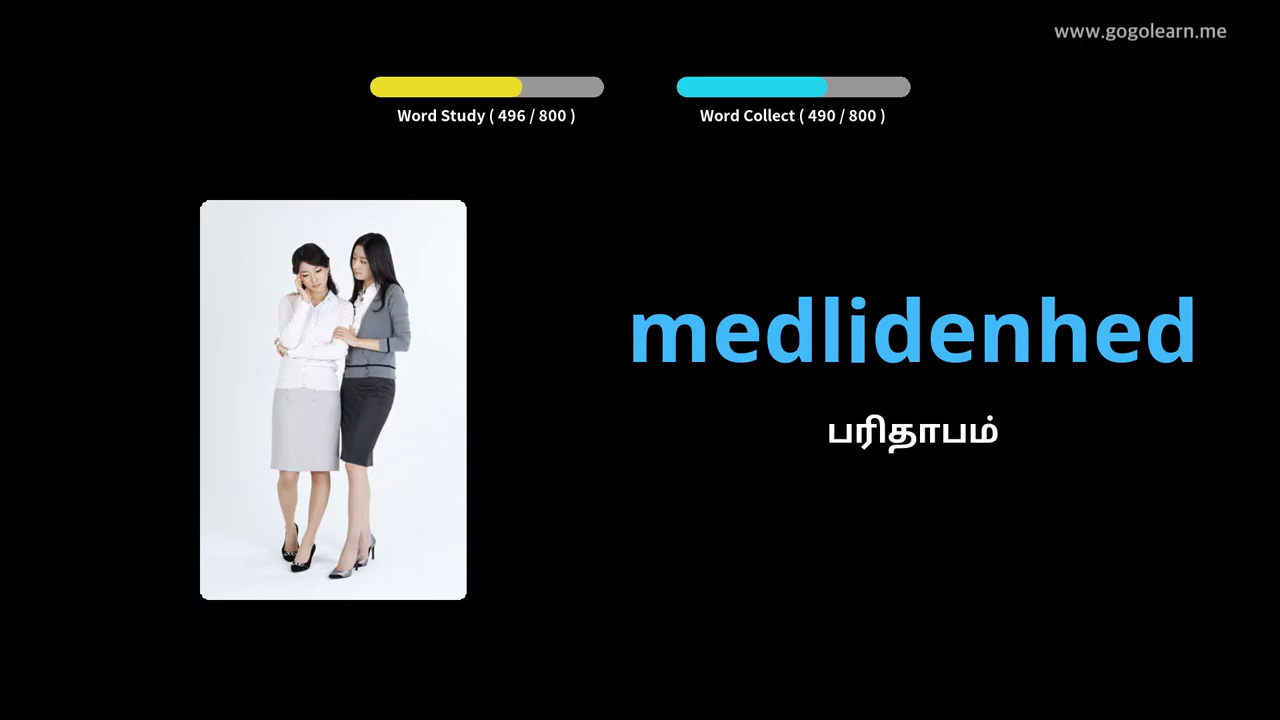 www.gogolearn.me
Word Study ( 496 / 800 )
Word Collect ( 490 / 800 )
medlidenhed
பரிதாபம்